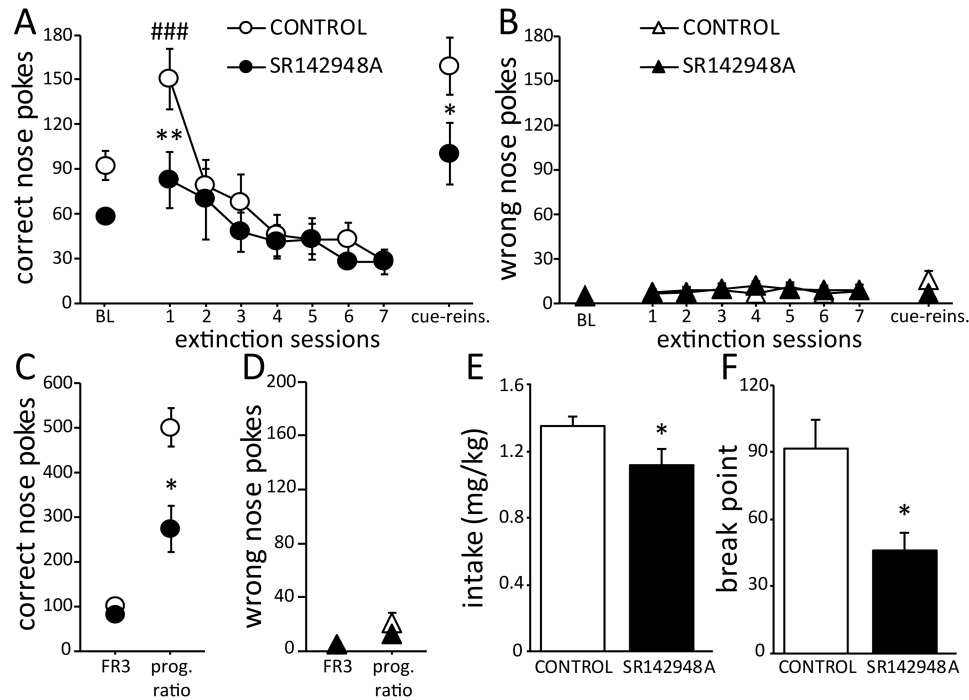 A
correct nose pokes
180
150
120
90
60
30
0
###
**
*
CONTROL
SR142948A
BL
1 2 3 4 5 6 7
cue-reins.
extinction sessions
B
wrong nose pokes
180
150
120
90
60
30
0
CONTROL
SR142948A
BL
1 2 3 4 5 6 7
cue-reins.
extinction sessions
C
correct nose pokes
600
500
400
300
200
100
0
*
FR3
prog.
ratio
D
wrong nose pokes
200
160
120
80
40
0
FR3
prog.
ratio
E
intake (mg/kg)
1.6
1.2
0.8
0.4
0
*
CONTROL SR142948A
F
break point
120
90
60
30
0
*
CONTROL SR142948A